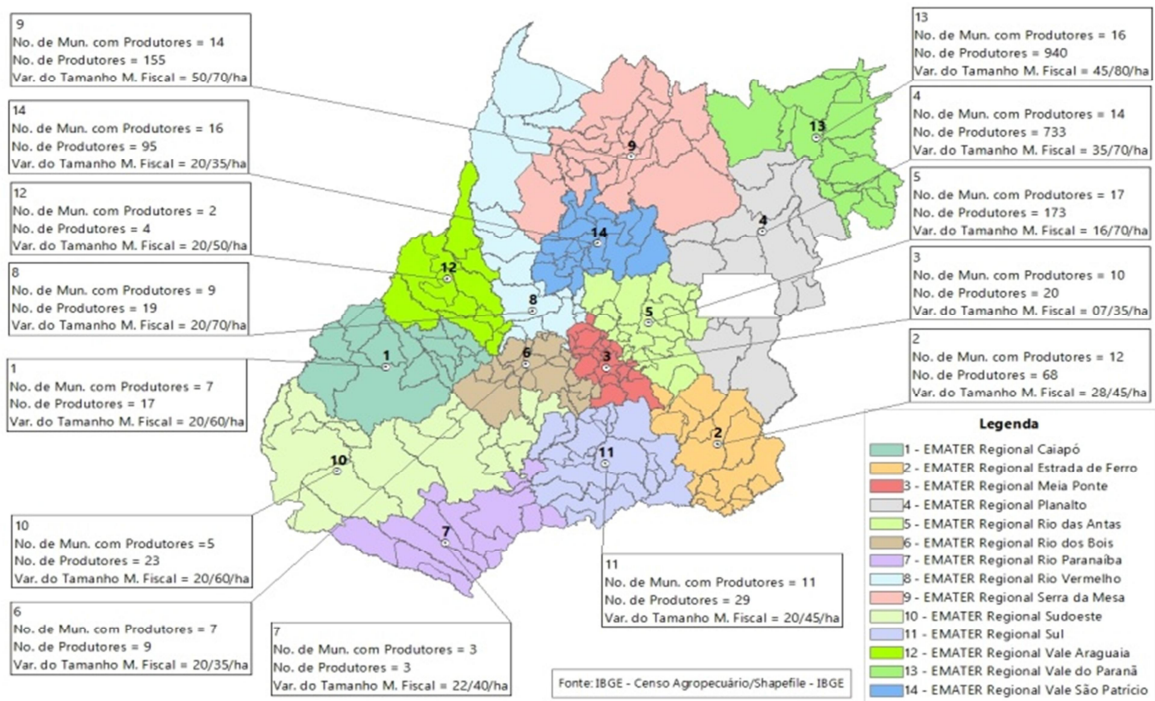 9
No. de Mun. com Produtores = 14
No. de Produtores = 155
Var. do Tamanho M. Fiscal = 50/70/ha
14
No. de Mun. com Produtores = 16
No. de Produtores = 95
Var. do Tamanho M. Fiscal = 20/35/ha
12
No. de Mun. com Produtores = 2
No. de Produtores = 4
Var. do Tamanho M. Fiscal = 20/50/ha
8
No. de Mun. com Produtores = 9
No. de Produtores = 19
Var. do Tamanho M. Fiscal = 20/70/ha
1
No. de Mun. com Produtores = 7
No. de Produtores = 17
Var. do Tamanho M. Fiscal = 20/60/ha
10
No. de Mun. com Produtores =5
No. de Produtores = 23
Var. do Tamanho M. Fiscal = 20/60/ha
6
No. de Mun. com Produtores = 7
No. de Produtores = 9
Var. do Tamanho M. Fiscal = 20/35/ha
7
No. de Mun. com Produtores = 3
No. de Produtores = 3
Var. do Tamanho M. Fiscal = 22/40/ha
11
No. de Mun. com Produtores = 11
No. de Produtores = 29
Var. do Tamanho M. Fiscal = 20/45/ha
13
No. de Mun. com Produtores = 16
No. de Produtores = 940
Var. do Tamanho M. Fiscal = 45/80/ha
4
No. de Mun. com Produtores = 14
No. de Produtores = 733
Var. do Tamanho M. Fiscal = 35/70/ha
5
No. de Mun. com Produtores = 17
No. de Produtores = 173
Var. do Tamanho M. Fiscal = 16/70/ha
3
No. de Mun. com Produtores = 10
No. de Produtores = 20
Var. do Tamanho M. Fiscal = 07/35/ha
2
No. de Mun. com Produtores = 12
No. de Produtores = 68
Var. do Tamanho M. Fiscal = 28/45/ha
13
9
4
14
12
8
5
1
6
3
2
10
11
7
Legenda
1 - EMATER Regional Caiapó
2 - EMATER Regional Estrada de Ferro
3 - EMATER Regional Meia Ponte
4 - EMATER Regional Planalto
5 - EMATER Regional Rio das Antas
6 - EMATER Regional Rio dos Bois
7 - EMATER Regional Rio Paranaíba
8 - EMATER Regional Rio Vermelho
9 - EMATER Regional Serra da Mesa
10 - EMATER Regional Sudoeste
11 - EMATER Regional Sul
12 - EMATER Regional Vale Araguaia
13 - EMATER Regional Vale do Paranã
14 - EMATER Regional Vale São Patrício
Fonte: IBGE - Censo Agropecuário/Shapefile - IBGE